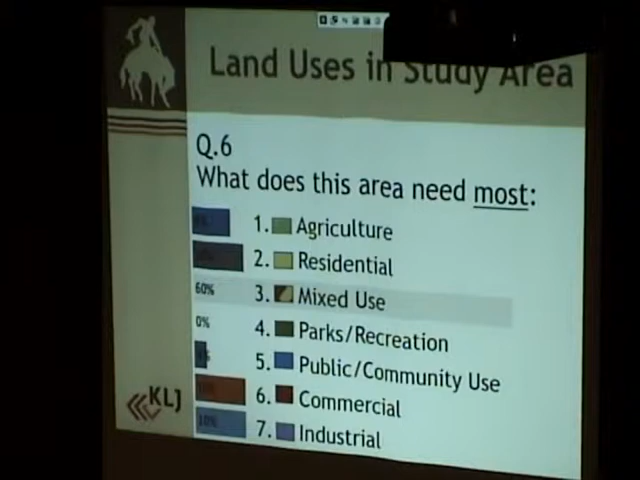 Land Uses in Study Area
Q.6
What does this area need most:
1. Agriculture
2. Residential
60% 3. Mixed Use
0% 4. Parks/Recreation
5. Public/Community Use
6. Commercial
10% 7. Industrial
KLJ